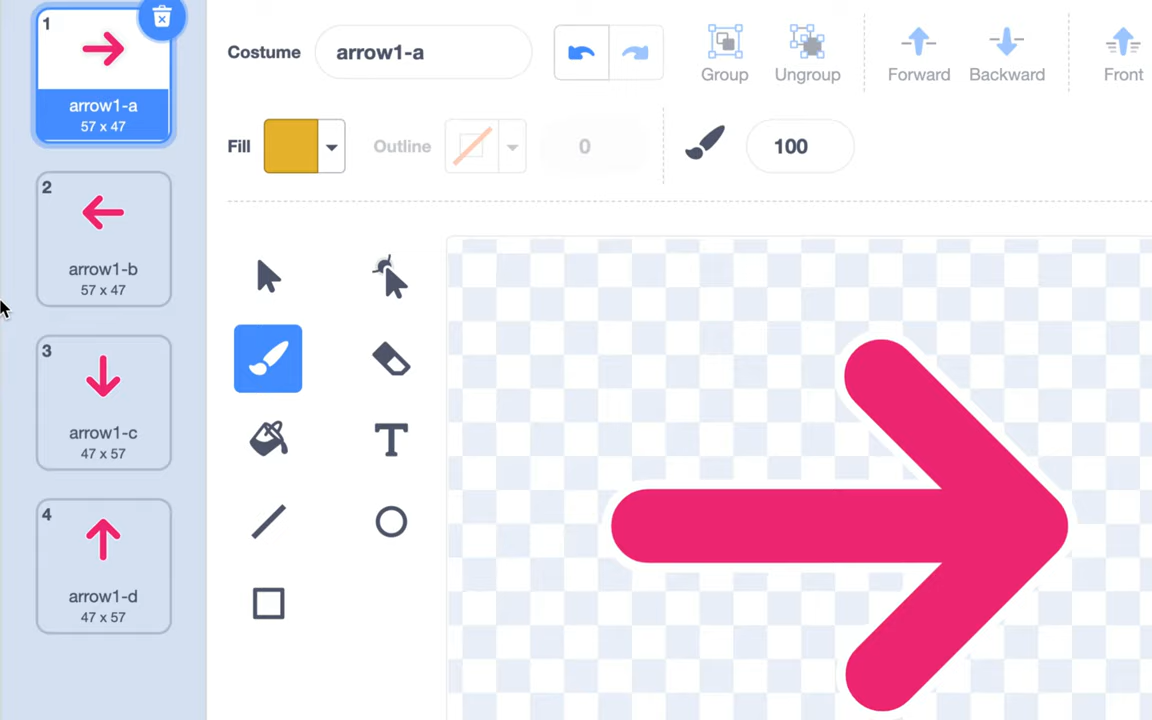 1
arrow1-a
57 x 47
2
arrow1-b
57 x 47
3
arrow1-c
47 x 57
4
arrow1-d
47 x 57
Costume
arrow1-a
Group
Ungroup
Forward
Backward
Front
Fill
Outline
0
100
T